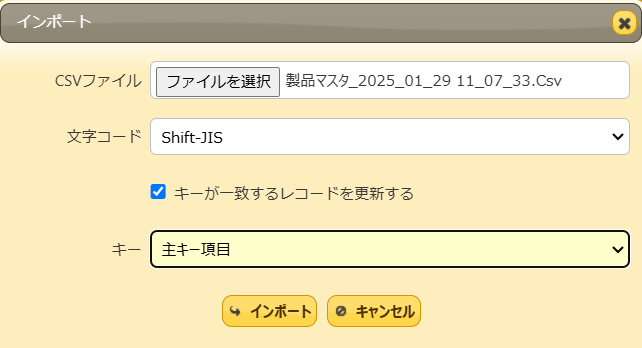 インポート
CSVファイル ファイルを選択 製品マスタ_2025_01_29 11_07_33.Csv
文字コード Shift-JIS
キーが一致するレコードを更新する
キー 主キー項目
インポート キャンセル